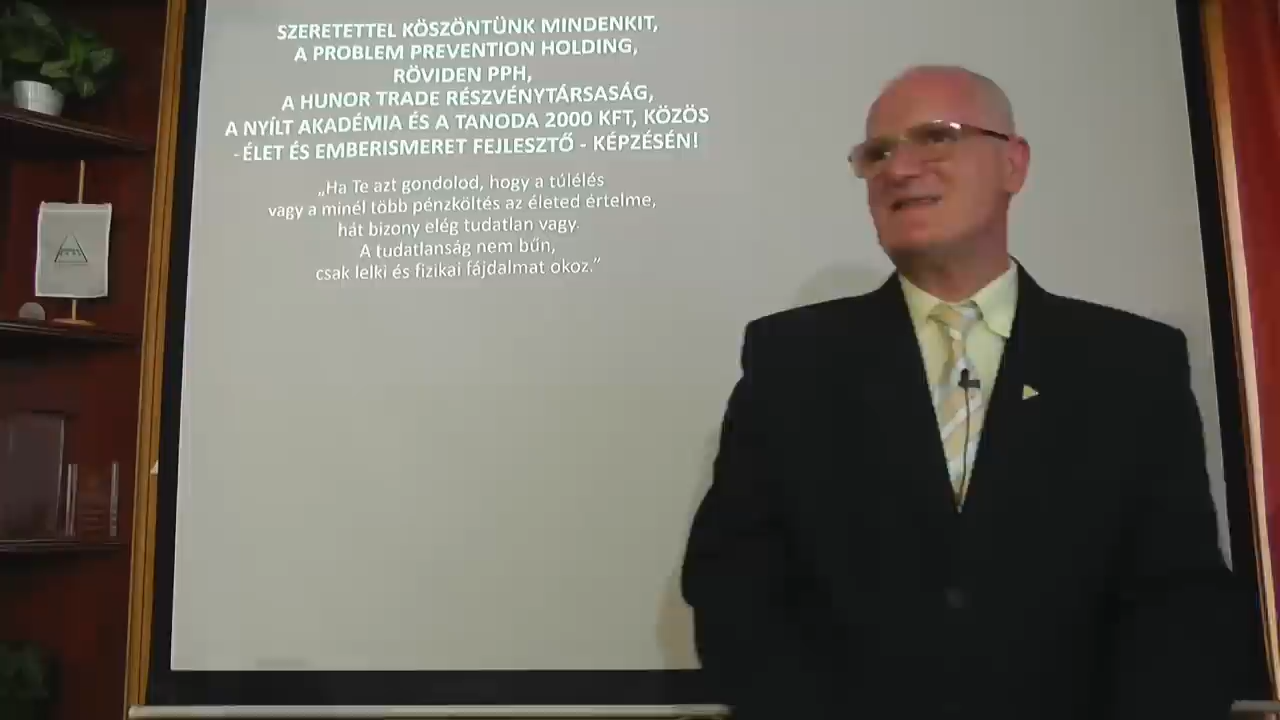 SZERETETTEL KÖSZÖNTÜNK MINDENKIT,
A PROBLEM PREVENTION HOLDING,
RÖVIDEN PPH,
A HUNOR TRADE RÉSZVÉNYTÁRSASÁG,
A NYÍLT AKADÉMIA ÉS A TANODA 2000 KFT, KÖZÖS
- ÉLET ÉS EMBERISMERET FEJLESZTŐ - KÉPZÉSÉN!
„Ha Te azt gondolod, hogy a túlélés
vagy a minél több pénzköltés az életed értelme,
hát bizony elég tudatlan vagy.
A tudatlanság nem bűn,
csak lelki és fizikai fájdalmat okoz.”